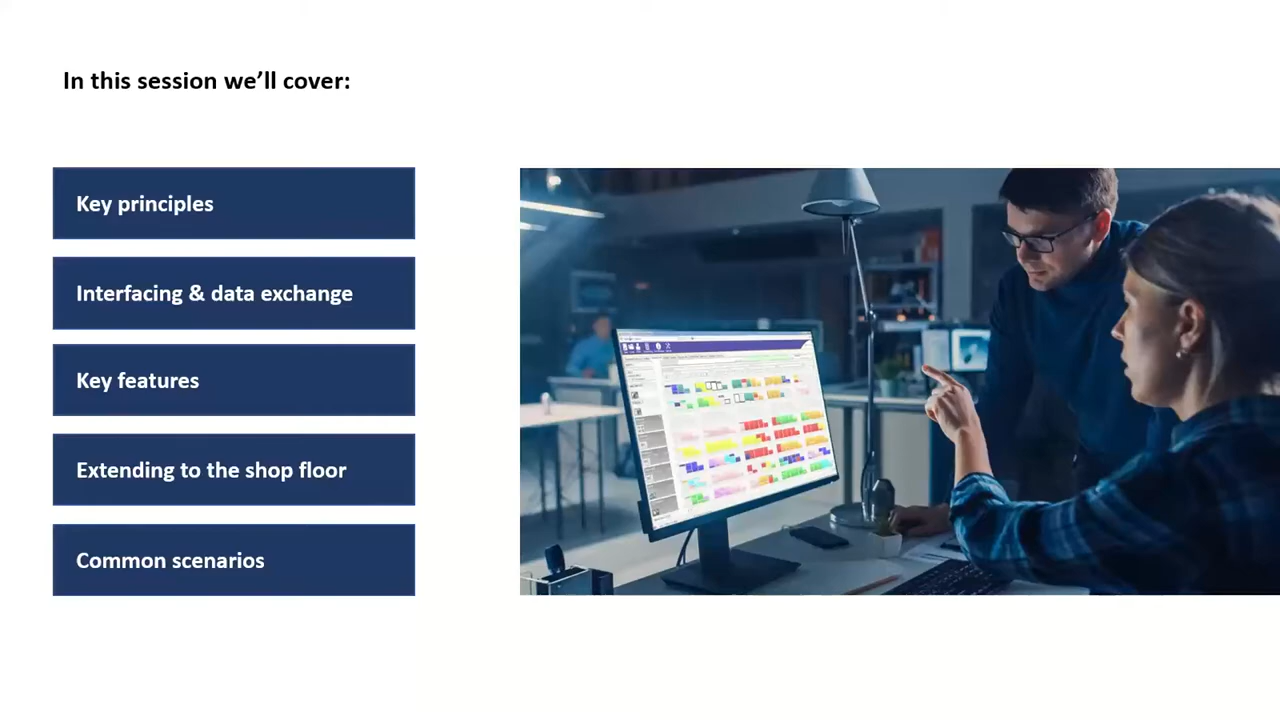 In this session we'll cover:
Key principles
Interfacing & data exchange
Key features
Extending to the shop floor
Common scenarios